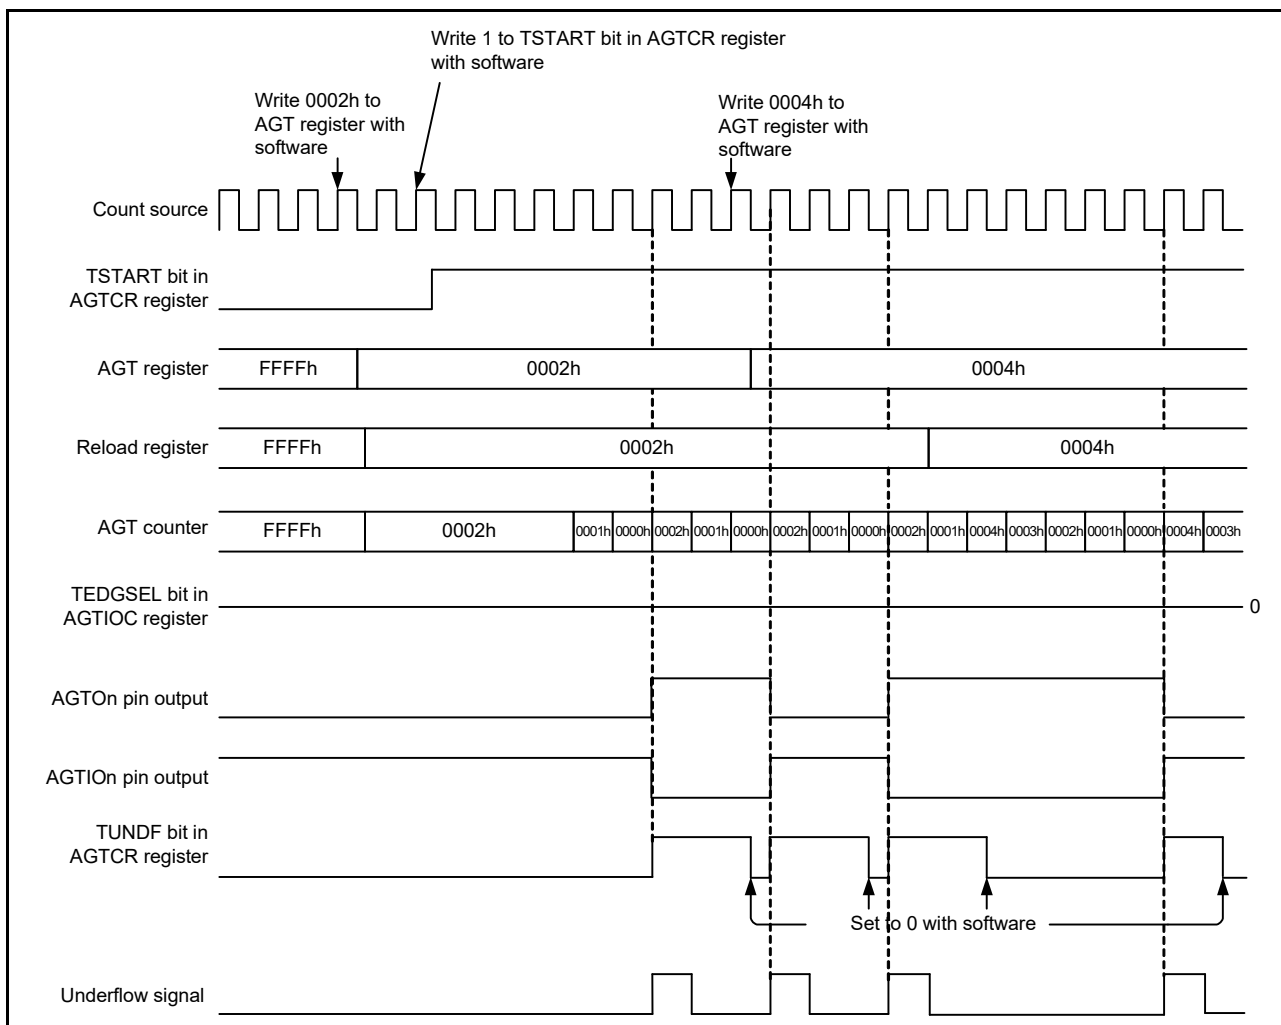 Write 1 to TSTART bit in AGTCR register
with software
Write 0002h to
AGT register with
software
Write 0004h to
AGT register with
software
Count source
TSTART bit in
AGTCR register
AGT register
FFFFh
0002h
0004h
Reload register
FFFFh
0002h
0004h
AGT counter
FFFFh
0002h
0001h 0000h 0002h 0001h 0000h 0002h 0001h 0000h 0002h 0001h 0004h 0003h 0002h 0001h 0000h 0004h 0003h
TEDGSEL bit in
AGTIOC register
0
AGTOn pin output
AGTIOn pin output
TUNDF bit in
AGTCR register
Set to 0 with software
Underflow signal